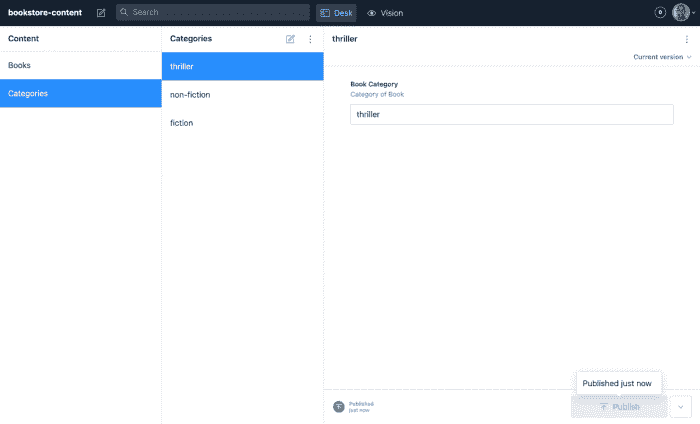 bookstore-content
Search
Desk
Vision
0
Content
Books
Categories
Categories
thriller
non-fiction
fiction
thriller
Current version
Book Category
Category of Book
thriller
Published just now
Published
just now
Publish